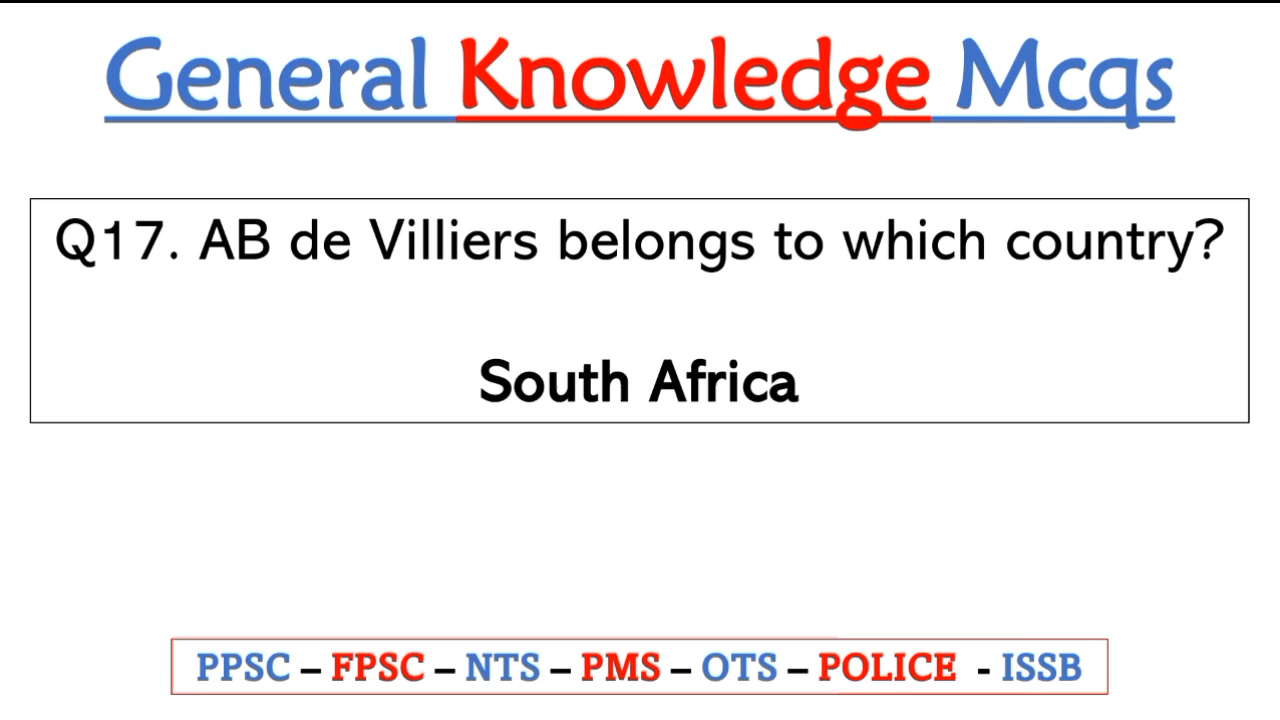 General Knowledge Mcqs
Q17. AB de Villiers belongs to which country?
South Africa
PPSC – FPSC – NTS – PMS – OTS – POLICE - ISSB